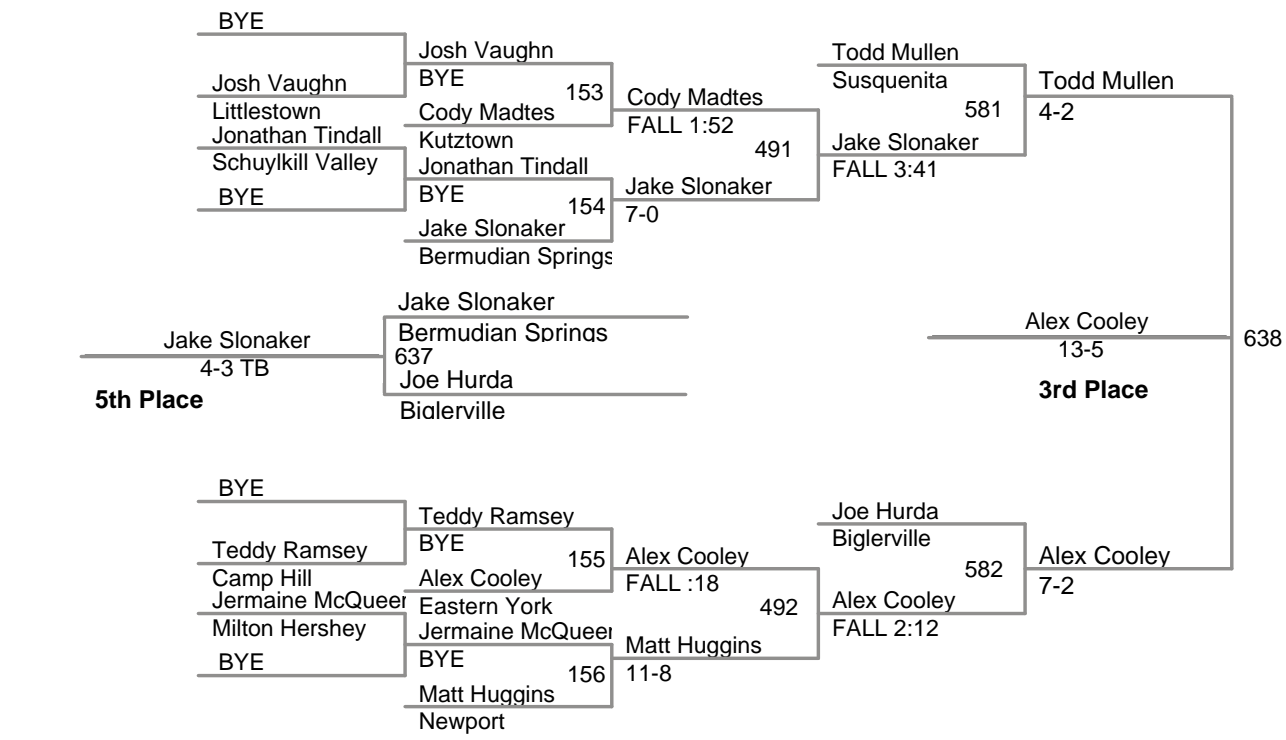 BYE
Josh Vaughn
Littlestown
Jonathan Tindall
Schuylkill Valley
BYE
Josh Vaughn
BYE
153
Cody Madtes
Kutztown
Jonathan Tindall
BYE
154
Jake Slonaker
Bermudian Springs
Cody Madtes
FALL 1:52
491
Jake Slonaker
7-0
Todd Mullen
Susquenita
581
Jake Slonaker
FALL 3:41
Todd Mullen
4-2
Jake Slonaker
4-3 TB
5th Place
Jake Slonaker
Bermudian Springs
637
Joe Hurda
Biglerville
Alex Cooley
13-5
3rd Place
638
BYE
Teddy Ramsey
Camp Hill
Jermaine McQueen
Milton Hershey
BYE
Teddy Ramsey
BYE
155
Alex Cooley
Eastern York
Jermaine McQueen
BYE
156
Matt Huggins
Newport
Alex Cooley
FALL :18
492
Matt Huggins
11-8
Joe Hurda
Biglerville
582
Alex Cooley
FALL 2:12
Alex Cooley
7-2